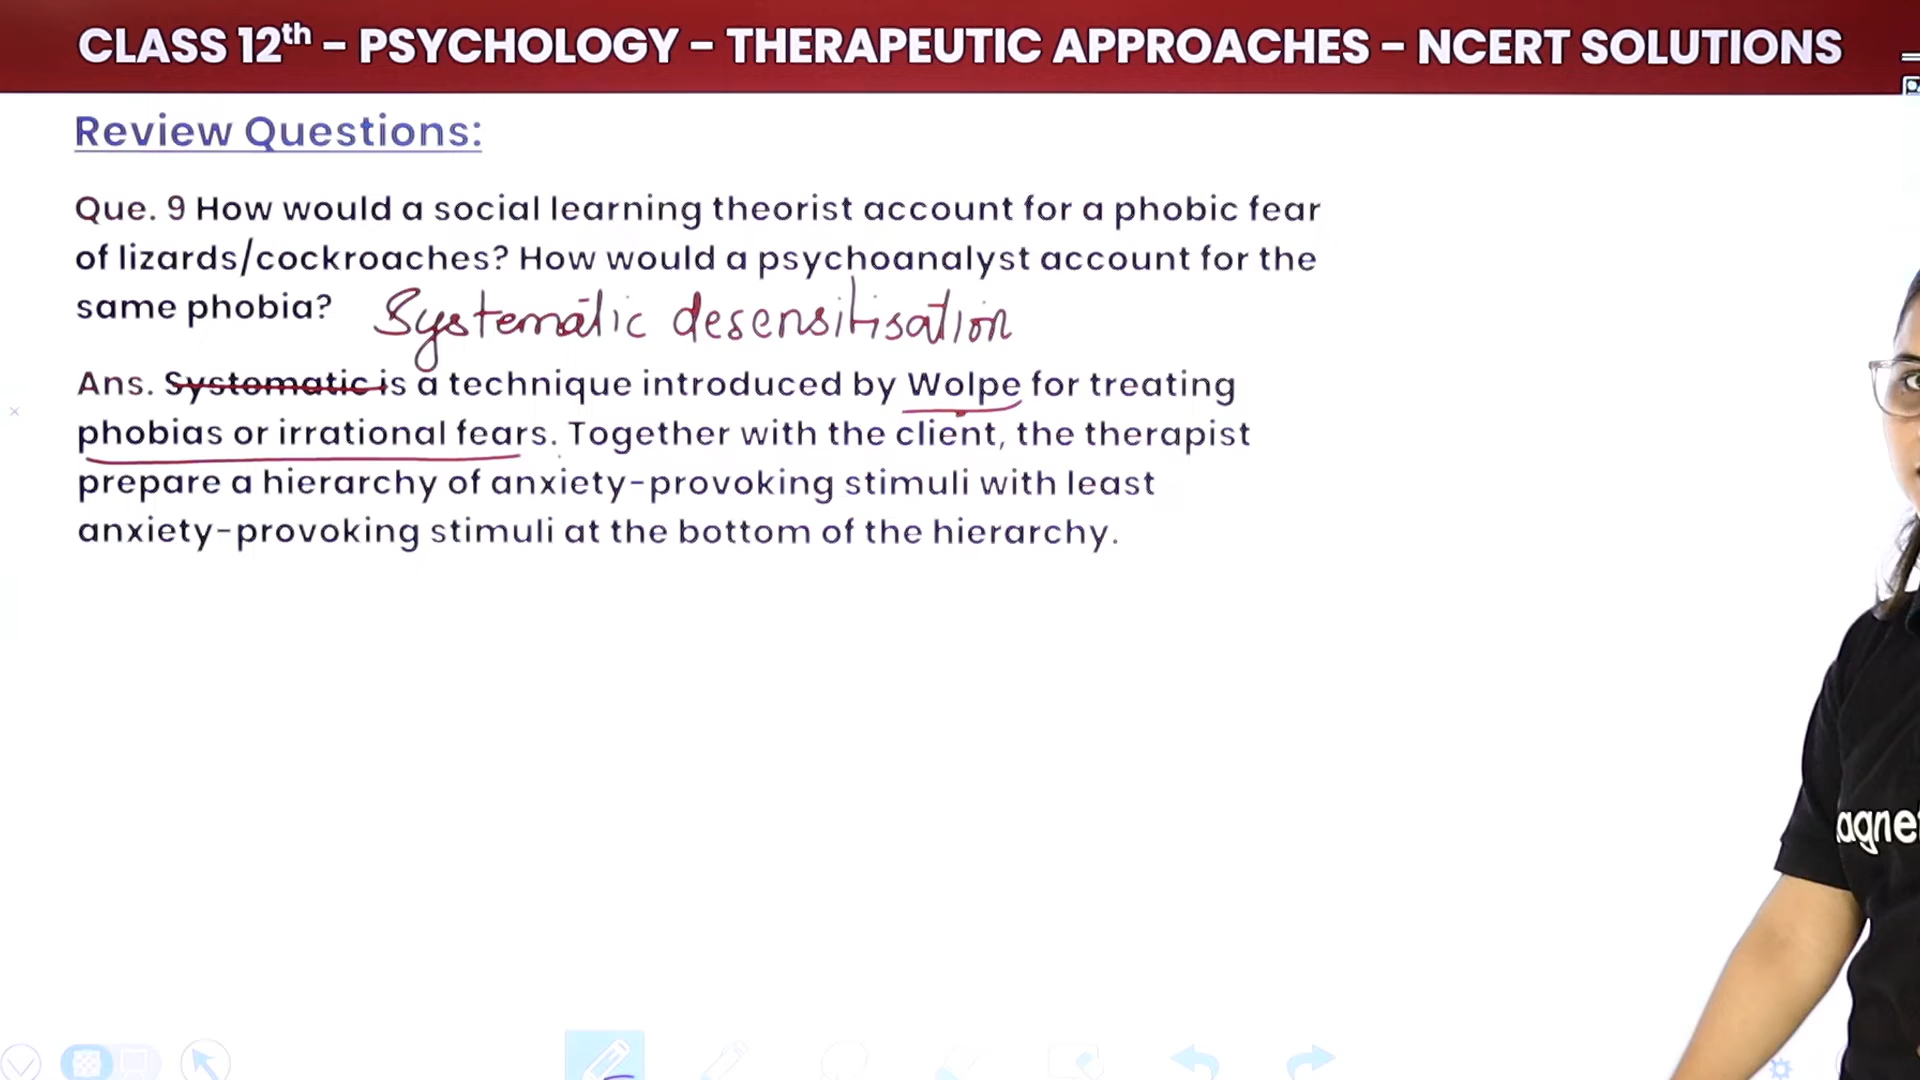 CLASS 12th – PSYCHOLOGY – THERAPEUTIC APPROACHES – NCERT SOLUTIONS
Review Questions:
Que. 9 How would a social learning theorist account for a phobic fear
of lizards/cockroaches? How would a psychoanalyst account for the
same phobia? Systematic desensitisation
Ans. Systematic is a technique introduced by Wolpe for treating
phobias or irrational fears. Together with the client, the therapist
prepare a hierarchy of anxiety-provoking stimuli with least
anxiety-provoking stimuli at the bottom of the hierarchy.